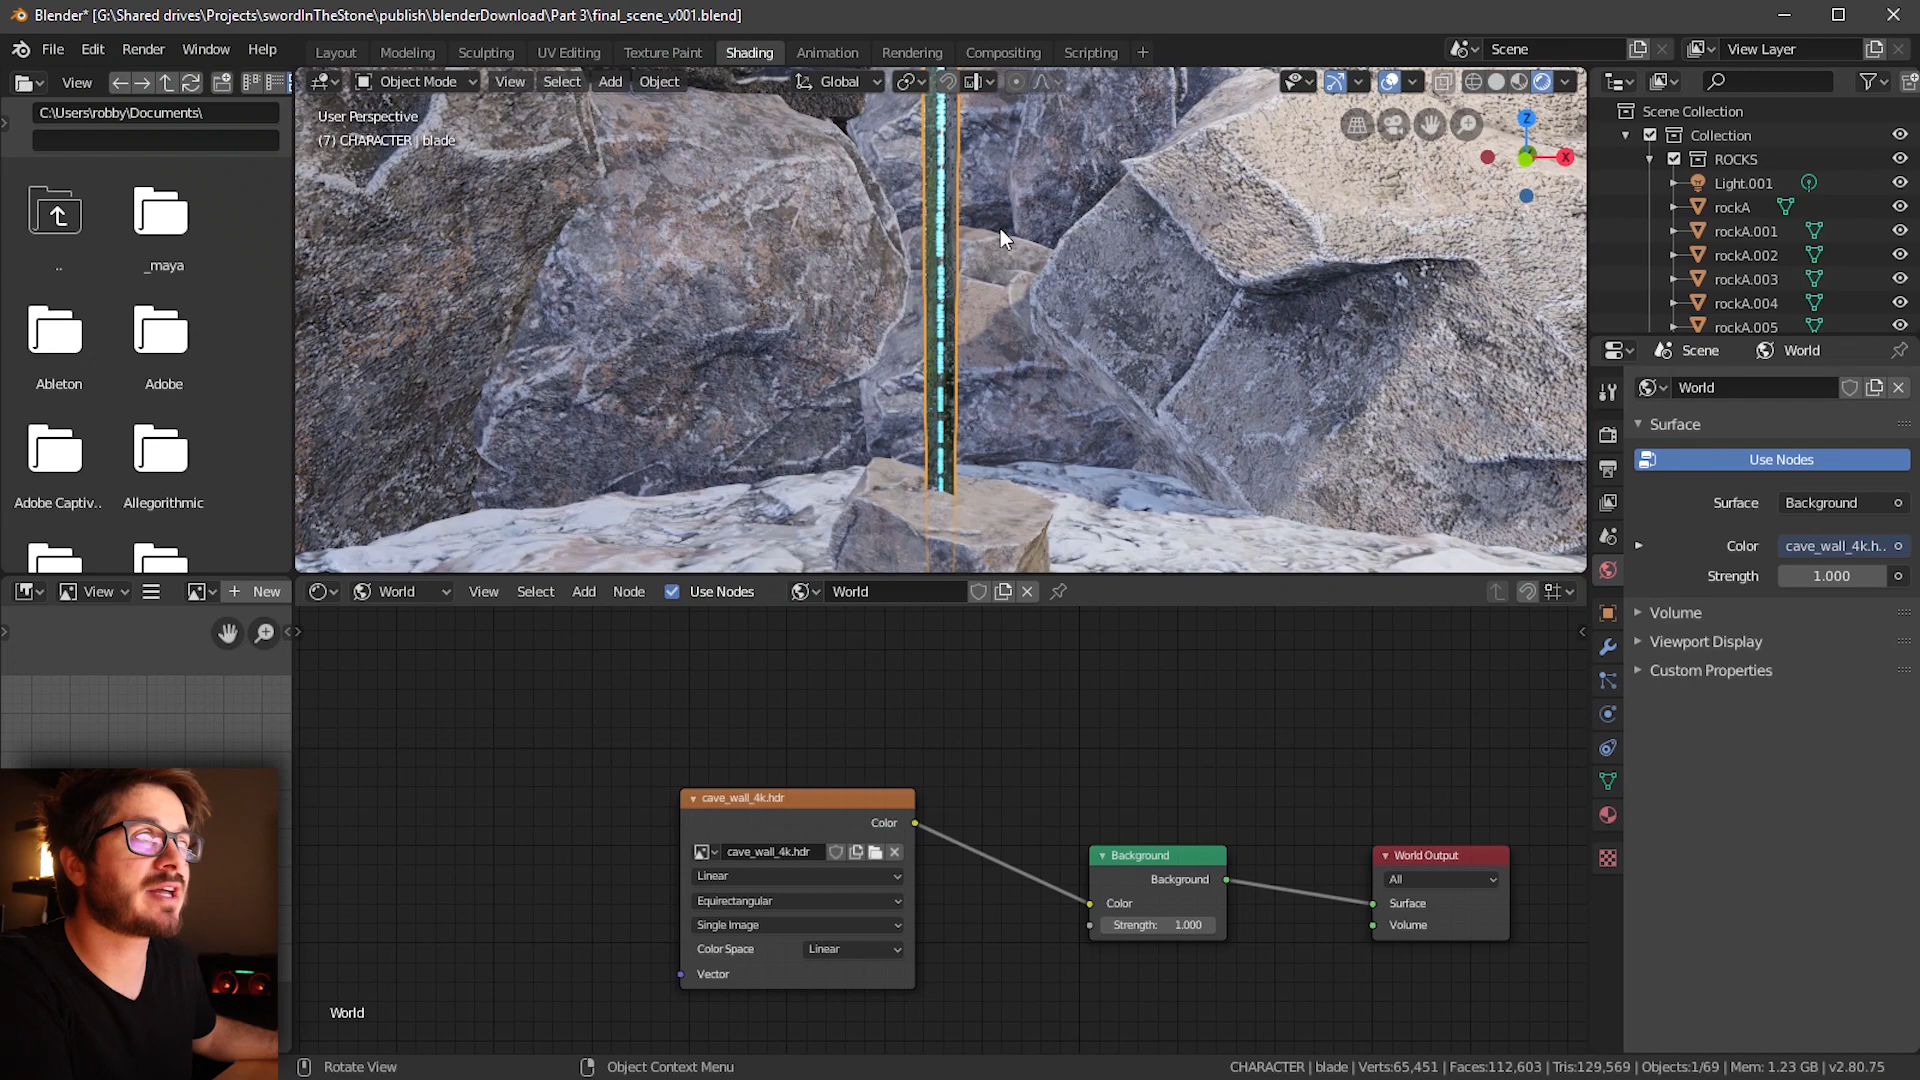 Blender* [G:\Shared drives\Projects\swordInTheStone\publish\blenderDownload\Part 3\final_scene_v001.blend]
File Edit Render Window Help
Layout Modeling Sculpting UV Editing Texture Paint Shading Animation Rendering Compositing Scripting +
Scene
View Layer
View
C:\Users\robby\Documents\
..
_maya
Ableton
Adobe
Adobe Captiv..
Allegorithmic
Object Mode View Select Add Object Global
User Perspective
(7) CHARACTER | blade
Z
X
Scene Collection
Collection
ROCKS
Light.001
rockA
rockA.001
rockA.002
rockA.003
rockA.004
rockA.005
Scene World
World
Surface
Use Nodes
Surface Background
Color cave_wall_4k.h..
Strength 1.000
Volume
Viewport Display
Custom Properties
View + New
World View Select Add Node Use Nodes World
cave_wall_4k.hdr
Color
cave_wall_4k.hdr
Linear
Equirectangular
Single Image
Color Space Linear
Vector
Background
Background
Color
Strength: 1.000
World Output
All
Surface
Volume
World
Rotate View
Object Context Menu
CHARACTER | blade | Verts:65,451 | Faces:112,603 | Tris:129,569 | Objects:1/69 | Mem: 1.23 GB | v2.80.75